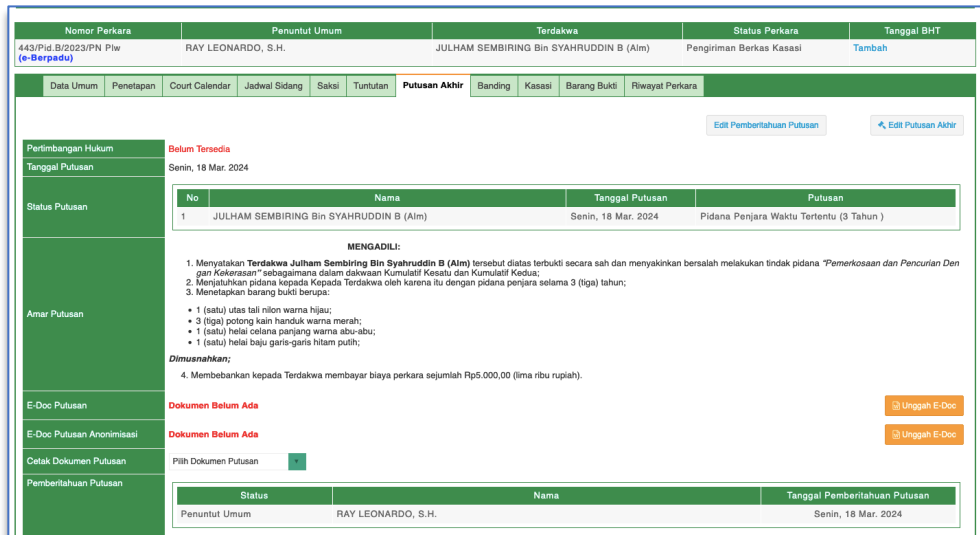 Nomor Perkara Penuntut Umum Terdakwa Status Perkara Tanggal BHT
443/Pid.B/2023/PN Plw RAY LEONARDO, S.H. JULHAM SEMBIRING Bin SYAHRUDDIN B (Alm) Pengiriman Berkas Kasasi Tambah
(e-Berpadu)
Data Umum Penetapan Court Calendar Jadwal Sidang Saksi Tuntutan Putusan Akhir Banding Kasasi Barang Bukti Riwayat Perkara
Edit Pemberitahuan Putusan Edit Putusan Akhir
Pertimbangan Hukum Belum Tersedia
Tanggal Putusan Senin, 18 Mar. 2024
Status Putusan
No Nama Tanggal Putusan Putusan
1 JULHAM SEMBIRING Bin SYAHRUDDIN B (Alm) Senin, 18 Mar. 2024 Pidana Penjara Waktu Tertentu (3 Tahun )
Amar Putusan
MENGADILI:
1. Menyatakan Terdakwa Julham Sembiring Bin Syahruddin B (Alm) tersebut diatas terbukti secara sah dan menyakinkan bersalah melakukan tindak pidana "Pemerkosaan dan Pencurian Den
gan Kekerasan" sebagaimana dalam dakwaan Kumulatif Kesatu dan Kumulatif Kedua;
2. Menjatuhkan pidana kepada Kepada Terdakwa oleh karena itu dengan pidana penjara selama 3 (tiga) tahun;
3. Menetapkan barang bukti berupa:
• 1 (satu) utas tali nilon warna hijau;
• 3 (tiga) potong kain handuk warna merah;
• 1 (satu) helai celana panjang warna abu-abu;
• 1 (satu) helai baju garis-garis hitam putih;
Dimusnahkan;
4. Membebankan kepada Terdakwa membayar biaya perkara sejumlah Rp5.000,00 (lima ribu rupiah).
E-Doc Putusan Dokumen Belum Ada Unggah E-Doc
E-Doc Putusan Anonimisasi Dokumen Belum Ada Unggah E-Doc
Cetak Dokumen Putusan Pilih Dokumen Putusan
Pemberitahuan Putusan
Status Nama Tanggal Pemberitahuan Putusan
Penuntut Umum RAY LEONARDO, S.H. Senin, 18 Mar. 2024